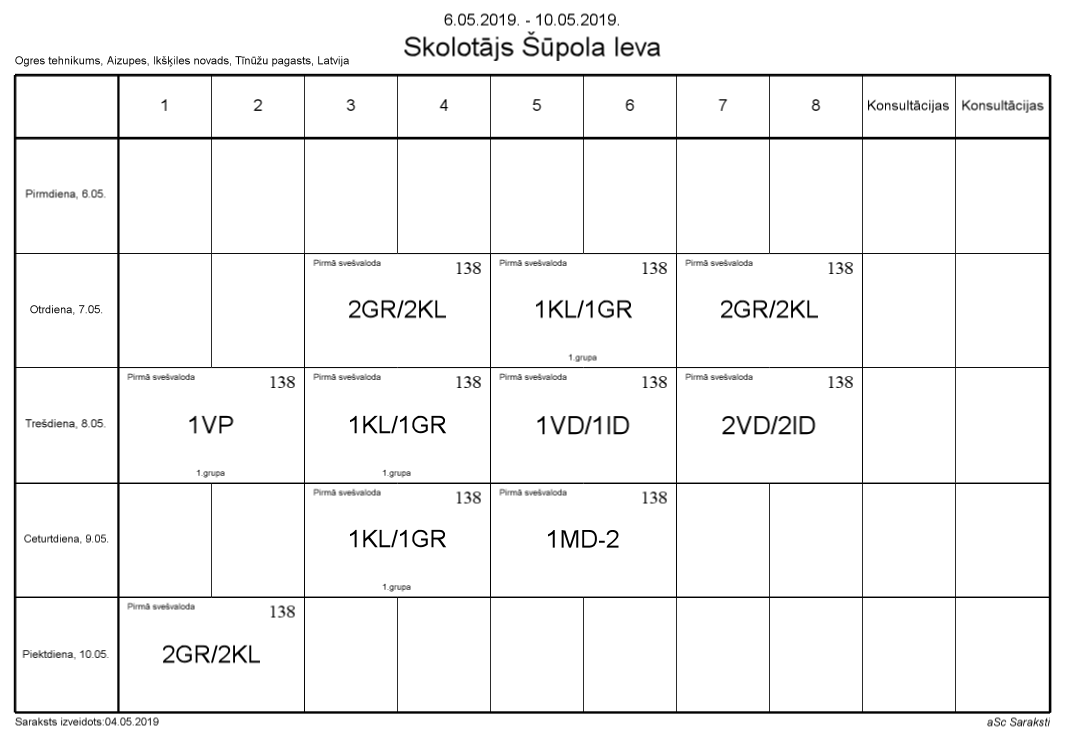 6.05.2019. - 10.05.2019.
Skolotājs Šūpola Ieva
Ogres tehnikums, Aizupes, Ikšķiles novads, Tīnūžu pagasts, Latvija
1 2 3 4 5 6 7 8 Konsultācijas Konsultācijas
Pirmdiena, 6.05.
Pirmā svešvaloda 138 Pirmā svešvaloda 138 Pirmā svešvaloda 138
Otrdiena, 7.05. 2GR/2KL 1KL/1GR 2GR/2KL
1.grupa
Pirmā svešvaloda 138 Pirmā svešvaloda 138 Pirmā svešvaloda 138 Pirmā svešvaloda 138
Trešdiena, 8.05. 1VP 1KL/1GR 1VD/1ID 2VD/2ID
1.grupa 1.grupa
Pirmā svešvaloda 138 Pirmā svešvaloda 138
Ceturtdiena, 9.05. 1KL/1GR 1MD-2
1.grupa
Pirmā svešvaloda 138
Piektdiena, 10.05. 2GR/2KL
Saraksts izveidots:04.05.2019 aSc Saraksti